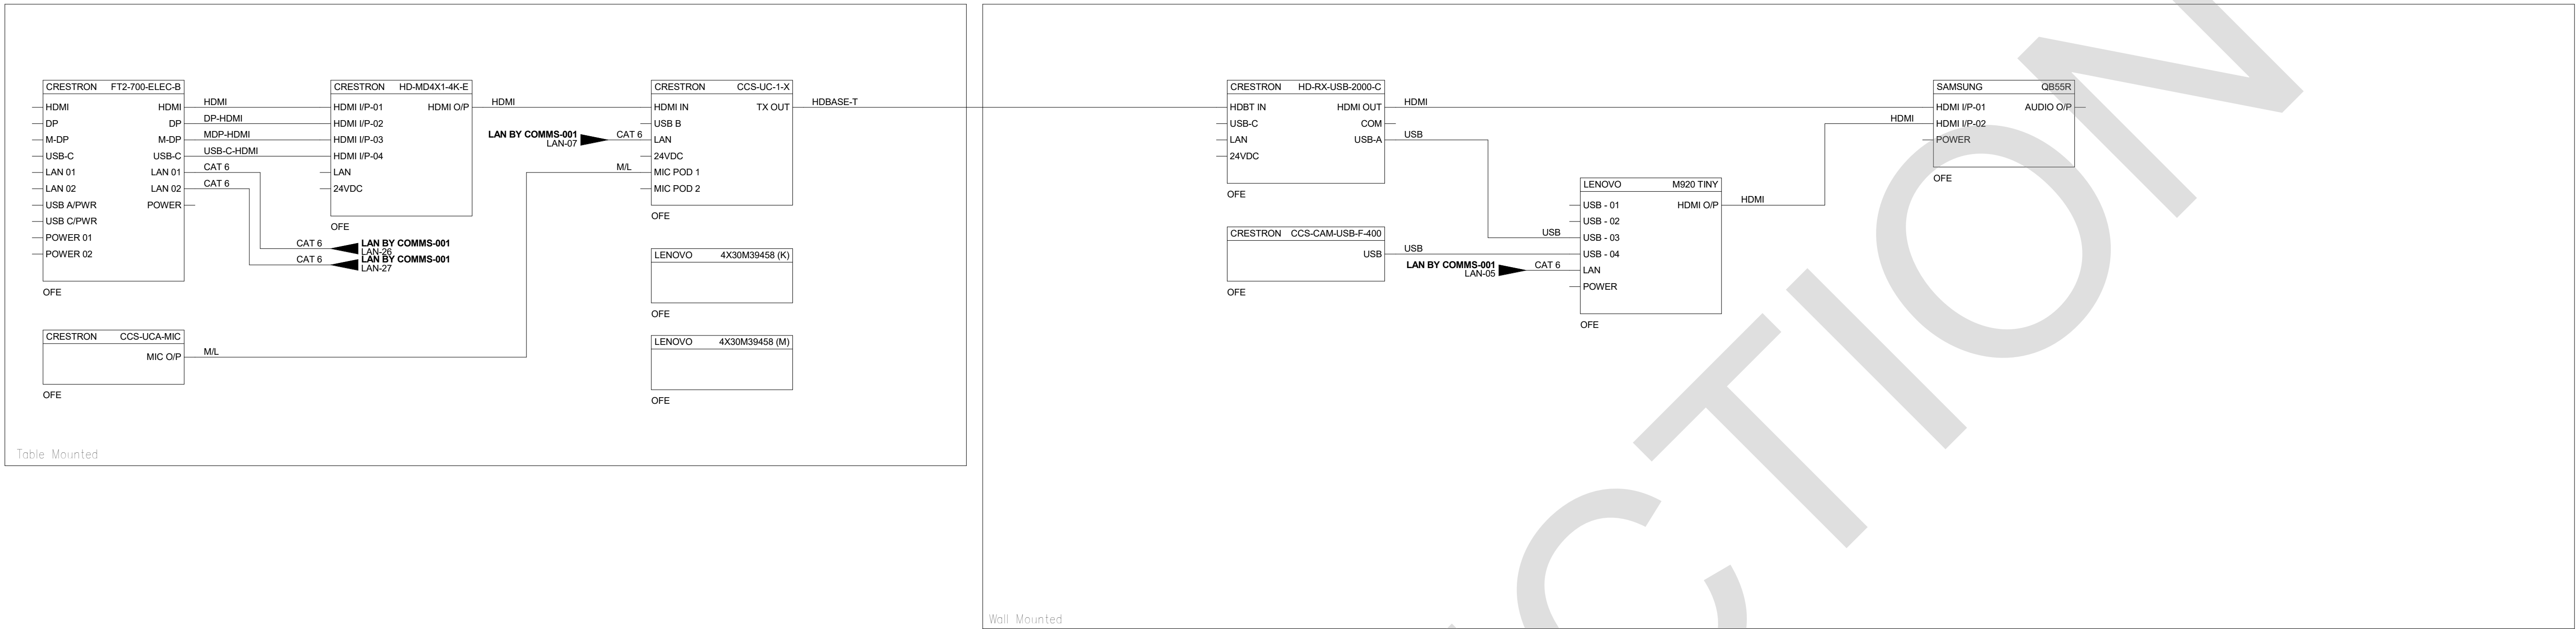 CRESTRON FT2-700-ELEC-B
HDMI HDMI
DP DP
M-DP M-DP
USB-C USB-C
LAN 01 LAN 01
LAN 02 LAN 02
USB A/PWR POWER
USB C/PWR
POWER 01
POWER 02
OFE
HDMI
DP-HDMI
MDP-HDMI
USB-C-HDMI
CAT 6
CAT 6
CRESTRON HD-MD4X1-4K-E
HDMI I/P-01 HDMI O/P
HDMI I/P-02
HDMI I/P-03
HDMI I/P-04
LAN
24VDC
OFE
CAT 6 LAN BY COMMS-001
LAN-26
CAT 6 LAN BY COMMS-001
LAN-27
CRESTRON CCS-UCA-MIC
MIC O/P
OFE
M/L
HDMI
LAN BY COMMS-001 CAT 6
LAN-07
M/L
CRESTRON CCS-UC-1-X
HDMI IN TX OUT
USB B
LAN
24VDC
MIC POD 1
MIC POD 2
OFE
HDBASE-T
LENOVO 4X30M39458 (K)
OFE
LENOVO 4X30M39458 (M)
OFE
Table Mounted
CRESTRON HD-RX-USB-2000-C
HDBT IN HDMI OUT
USB-C COM
LAN USB-A
24VDC
OFE
HDMI
USB
CRESTRON CCS-CAM-USB-F-400
USB
OFE
USB
LAN BY COMMS-001 CAT 6
LAN-05
USB
LENOVO M920 TINY
USB - 01 HDMI O/P
USB - 02
USB - 03
USB - 04
LAN
POWER
OFE
HDMI
HDMI
SAMSUNG QB55R
HDMI I/P-01 AUDIO O/P
HDMI I/P-02
POWER
OFE
Wall Mounted
CTION